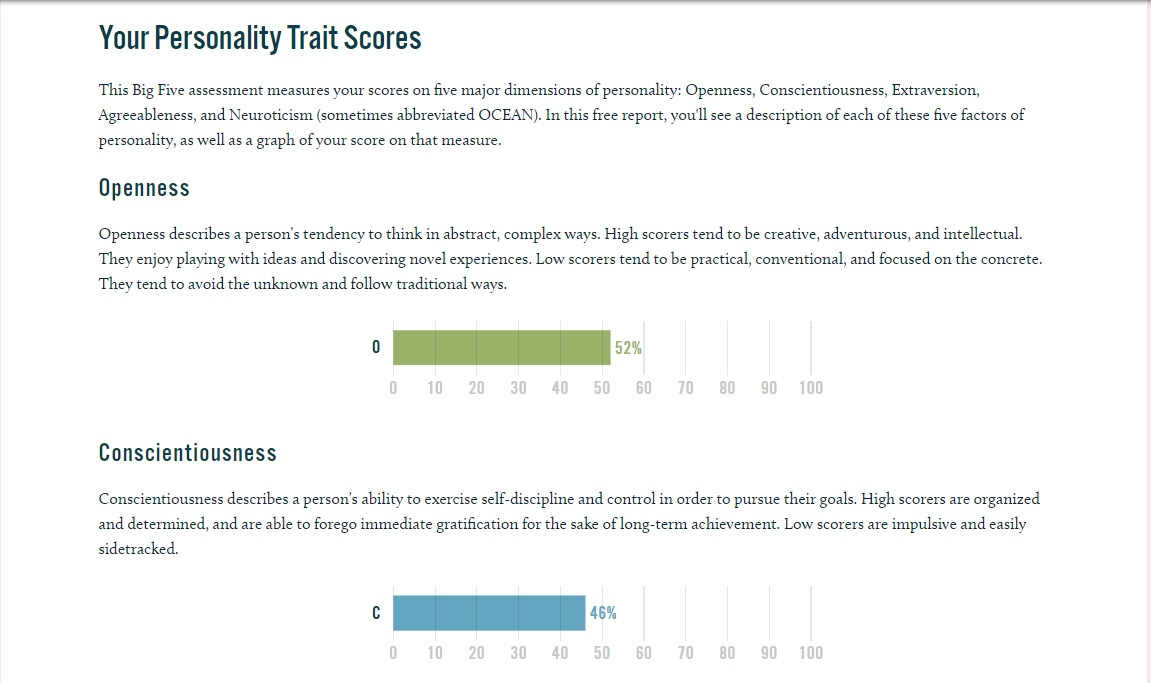 Your Personality Trait Scores
This Big Five assessment measures your scores on five major dimensions of personality: Openness, Conscientiousness, Extraversion,
Agreeableness, and Neuroticism (sometimes abbreviated OCEAN). In this free report, you'll see a description of each of these five factors of
personality, as well as a graph of your score on that measure.
Openness
Openness describes a person’s tendency to think in abstract, complex ways. High scorers tend to be creative, adventurous, and intellectual.
They enjoy playing with ideas and discovering novel experiences. Low scorers tend to be practical, conventional, and focused on the concrete.
They tend to avoid the unknown and follow traditional ways.
O 52%
0 10 20 30 40 50 60 70 80 90 100
Conscientiousness
Conscientiousness describes a person’s ability to exercise self-discipline and control in order to pursue their goals. High scorers are organized
and determined, and are able to forego immediate gratification for the sake of long-term achievement. Low scorers are impulsive and easily
sidetracked.
C 46%
0 10 20 30 40 50 60 70 80 90 100